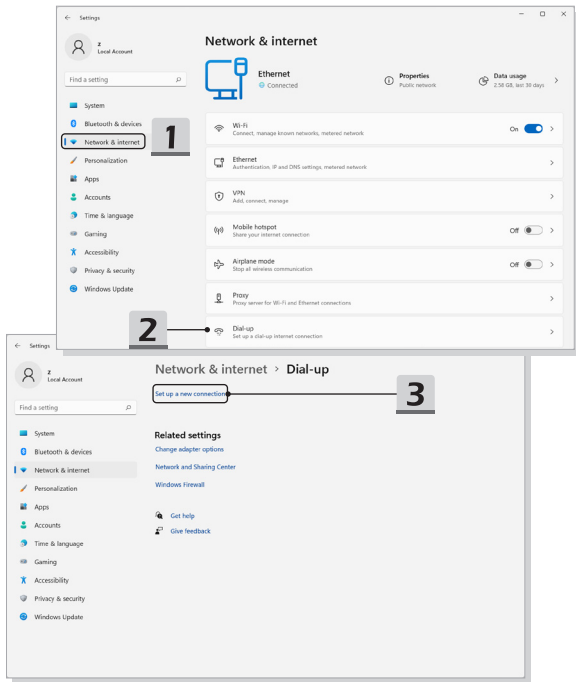 Settings
z
Local Account
Find a setting
System
Bluetooth & devices
Network & internet
Personalization
Apps
Accounts
Time & language
Gaming
Accessibility
Privacy & security
Windows Update
1
Network & internet
Ethernet
Connected
Properties
Public network
Data usage
2.58 GB, last 30 days
Wi-Fi
Connect, manage known networks, metered network
On
Ethernet
Authentication, IP and DNS settings, metered network
VPN
Add, connect, manage
Mobile hotspot
Share your internet connection
Off
Airplane mode
Stop all wireless communication
Off
Proxy
Proxy server for Wi-Fi and Ethernet connections
2
Dial-up
Set up a dial-up internet connection
Settings
z
Local Account
Find a setting
System
Bluetooth & devices
Network & internet
Personalization
Apps
Accounts
Time & language
Gaming
Accessibility
Privacy & security
Windows Update
Network & internet > Dial-up
Set up a new connection
3
Related settings
Change adapter options
Network and Sharing Center
Windows Firewall
Get help
Give feedback